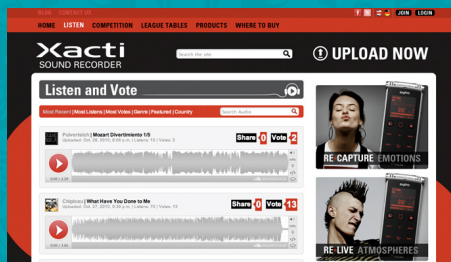 BLOG CONTACT US
JOIN LOGIN
HOME LISTEN COMPETITION LEAGUE TABLES PRODUCTS WHERE TO BUY
Xacti
SOUND RECORDER
Search the site
UPLOAD NOW
Listen and Vote
Most Recent | Most Listens | Most Votes | Genre | Featured | Country
Search Audio
Pulverteich | Mozart Divertimiento 1/5
Share 0 Vote 2
RE CAPTURE EMOTIONS
Chipieau | What Have You Done to Me
Share 0 Vote 13
RE LIVE ATMOSPHERES